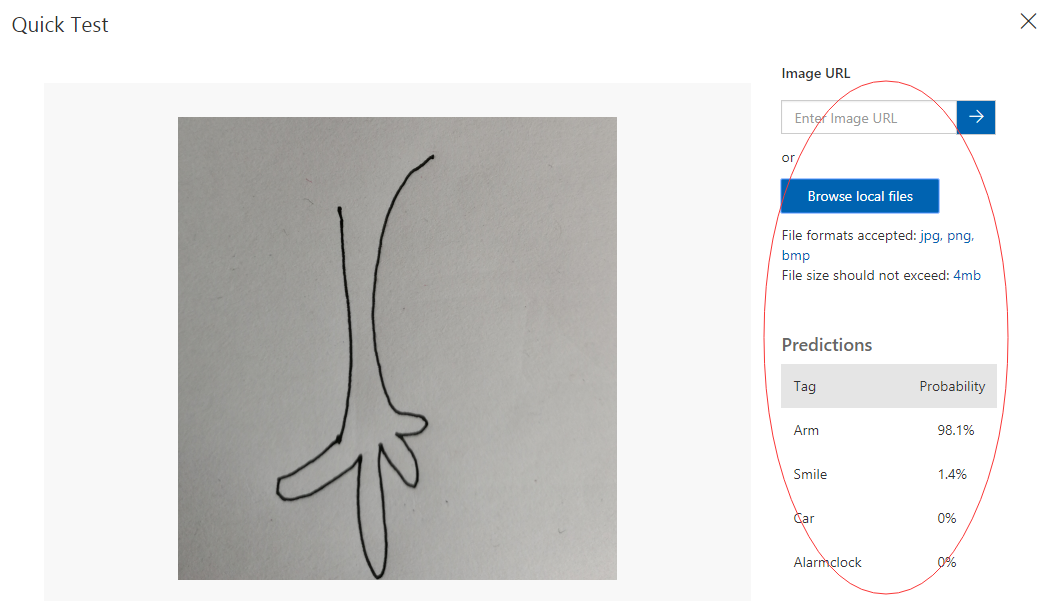 Quick Test
Image URL
Enter Image URL
or
Browse local files
File formats accepted: jpg, png,
bmp
File size should not exceed: 4mb
Predictions
Tag Probability
Arm 98.1%
Smile 1.4%
Car 0%
Alarmclock 0%